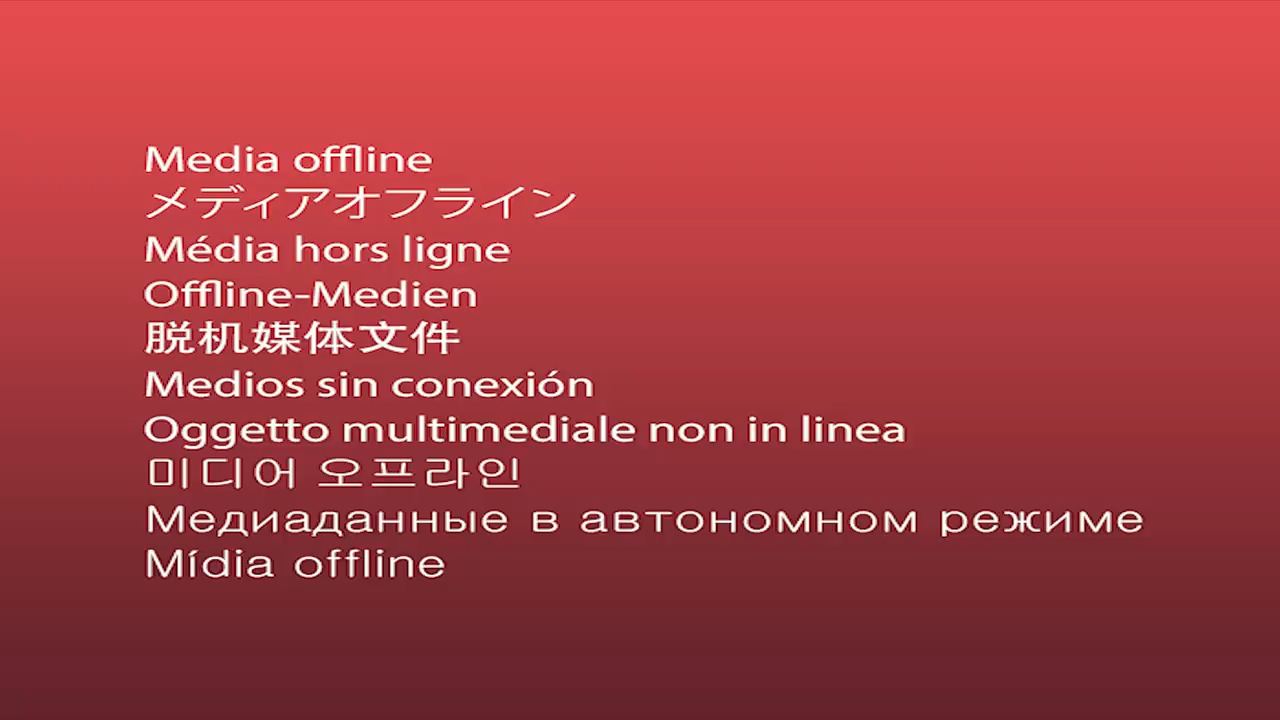 Media offline
メディアオフライン
Média hors ligne
Offline-Medien
脱机媒体文件
Medios sin conexión
Oggetto multimediale non in linea
미디어 오프라인
Медиаданные в автономном режиме
Mídia offline